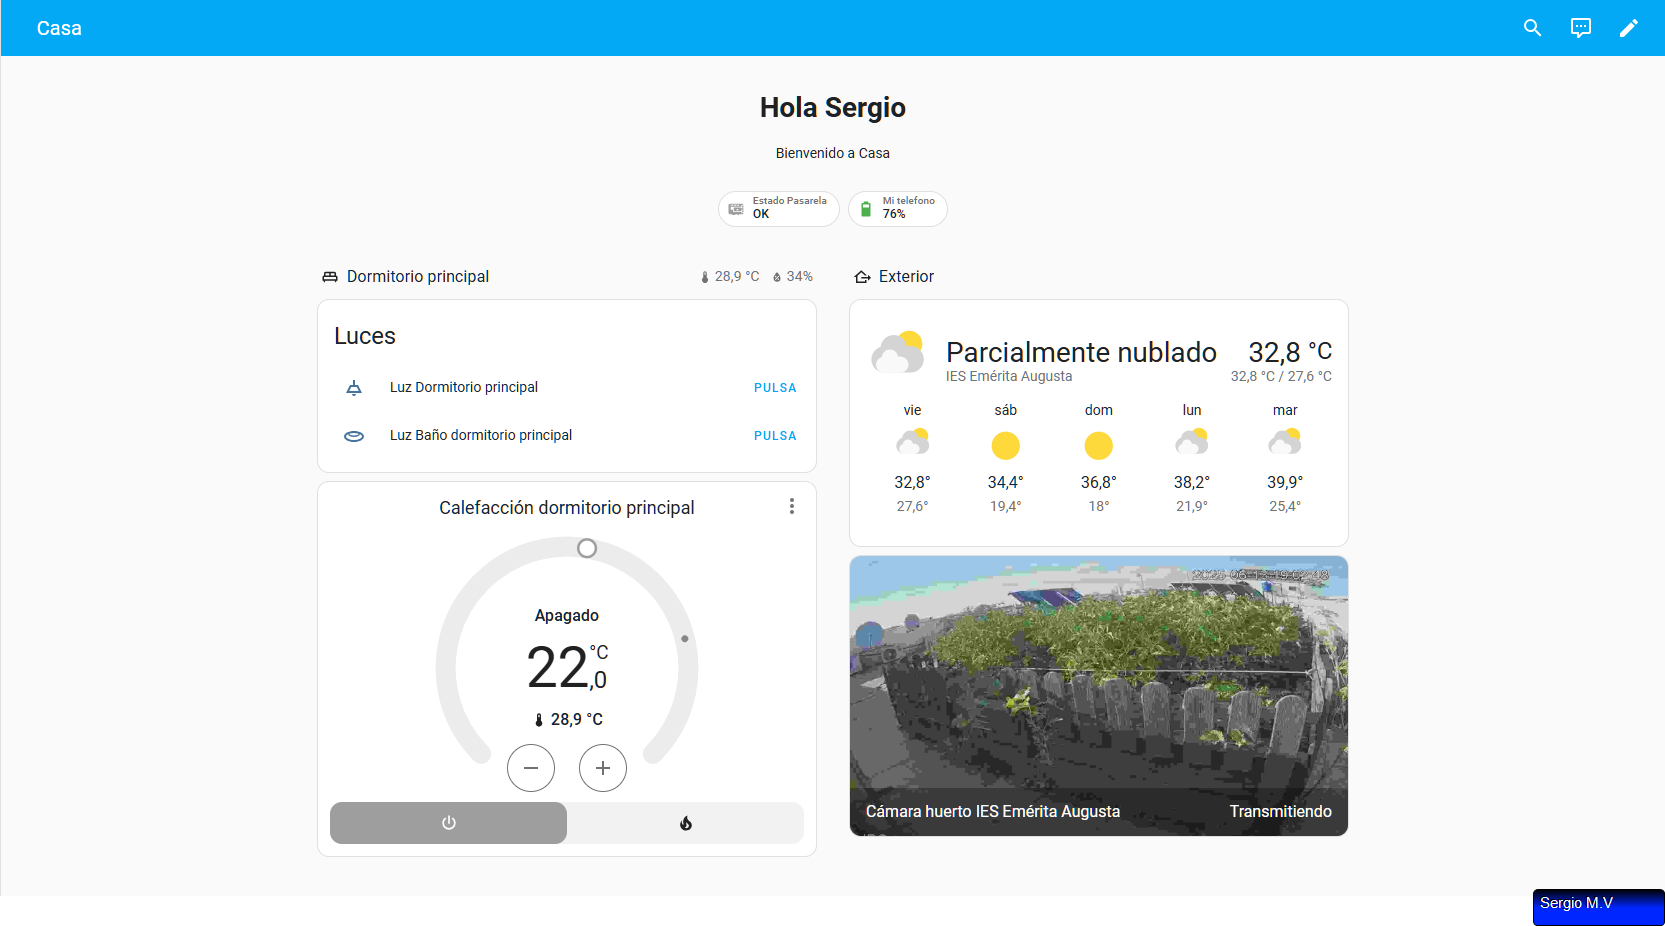 Casa
Hola Sergio
Bienvenido a Casa
Estado Pasarela
OK
Mi telefono
76%
Dormitorio principal 28,9 °C 34%
Luces
Luz Dormitorio principal PULSA
Luz Baño dormitorio principal PULSA
Calefacción dormitorio principal
Apagado
22,0 °C
28,9 °C
Exterior
Parcialmente nublado 32,8 °C
IES Emérita Augusta 32,8 °C / 27,6 °C
vie sáb dom lun mar
32,8° 34,4° 36,8° 38,2° 39,9°
27,6° 19,4° 18° 21,9° 25,4°
Cámara huerto IES Emérita Augusta Transmitiendo
Sergio M.V